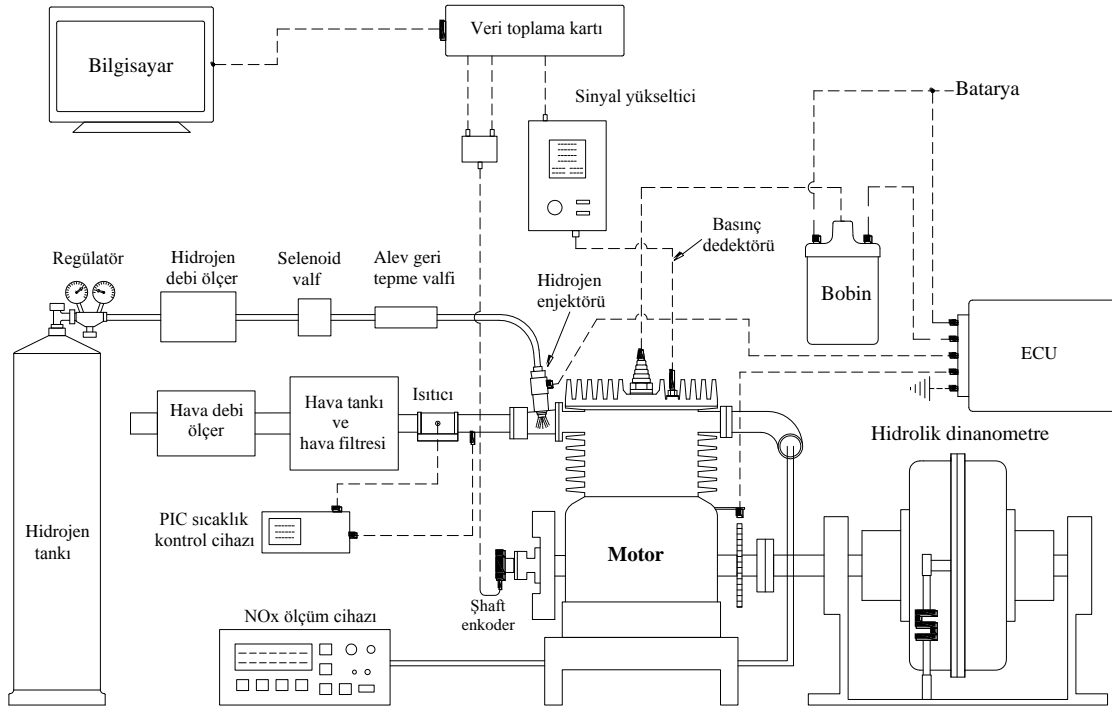 Veri toplama kartı
Bilgisayar
Sinyal yükseltici
Batarya
Basınç
dedektörü
Regülatör
Hidrojen
debi ölçer
Selenoid
valf
Alev geri
tepme valfi
Hidrojen
enjektörü
Bobin
ECU
Isıtıcı
Hava debi
ölçer
Hava tankı
ve
hava filtresi
Hidrolik dinanometre
Hidrojen
tankı
PIC sıcaklık
kontrol cihazı
Motor
Şhaft
enkoder
NOx ölçüm cihazı